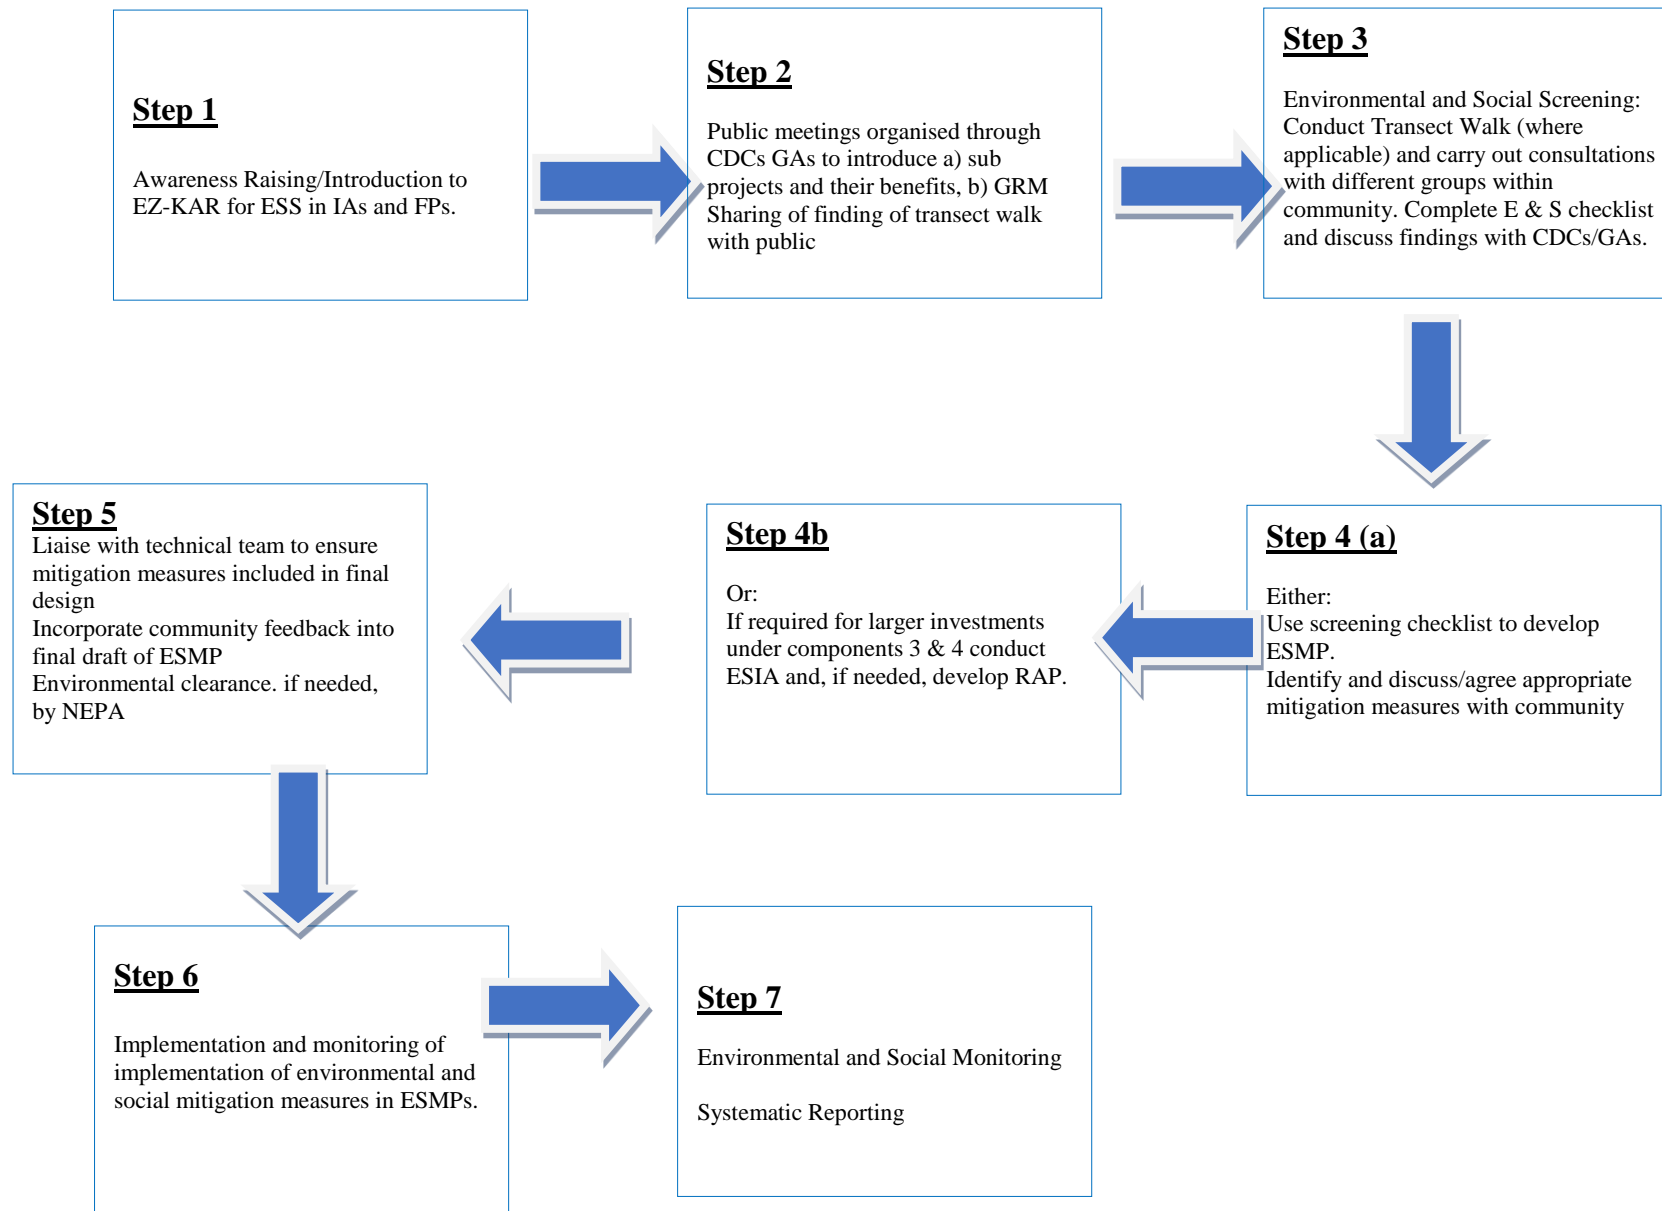 Step 1
Awareness Raising/Introduction to
EZ-KAR for ESS in IAs and FPs.
Step 2
Public meetings organised through
CDCs GAs to introduce a) sub
projects and their benefits, b) GRM
Sharing of finding of transect walk
with public
Step 3
Environmental and Social Screening:
Conduct Transect Walk (where
applicable) and carry out consultations
with different groups within
community. Complete E & S checklist
and discuss findings with CDCs/GAs.
Step 4 (a)
Either:
Use screening checklist to develop
ESMP.
Identify and discuss/agree appropriate
mitigation measures with community
Step 4b
Or:
If required for larger investments
under components 3 & 4 conduct
ESIA and, if needed, develop RAP.
Step 5
Liaise with technical team to ensure
mitigation measures included in final
design
Incorporate community feedback into
final draft of ESMP
Environmental clearance. if needed,
by NEPA
Step 6
Implementation and monitoring of
implementation of environmental and
social mitigation measures in ESMPs.
Step 7
Environmental and Social Monitoring
Systematic Reporting